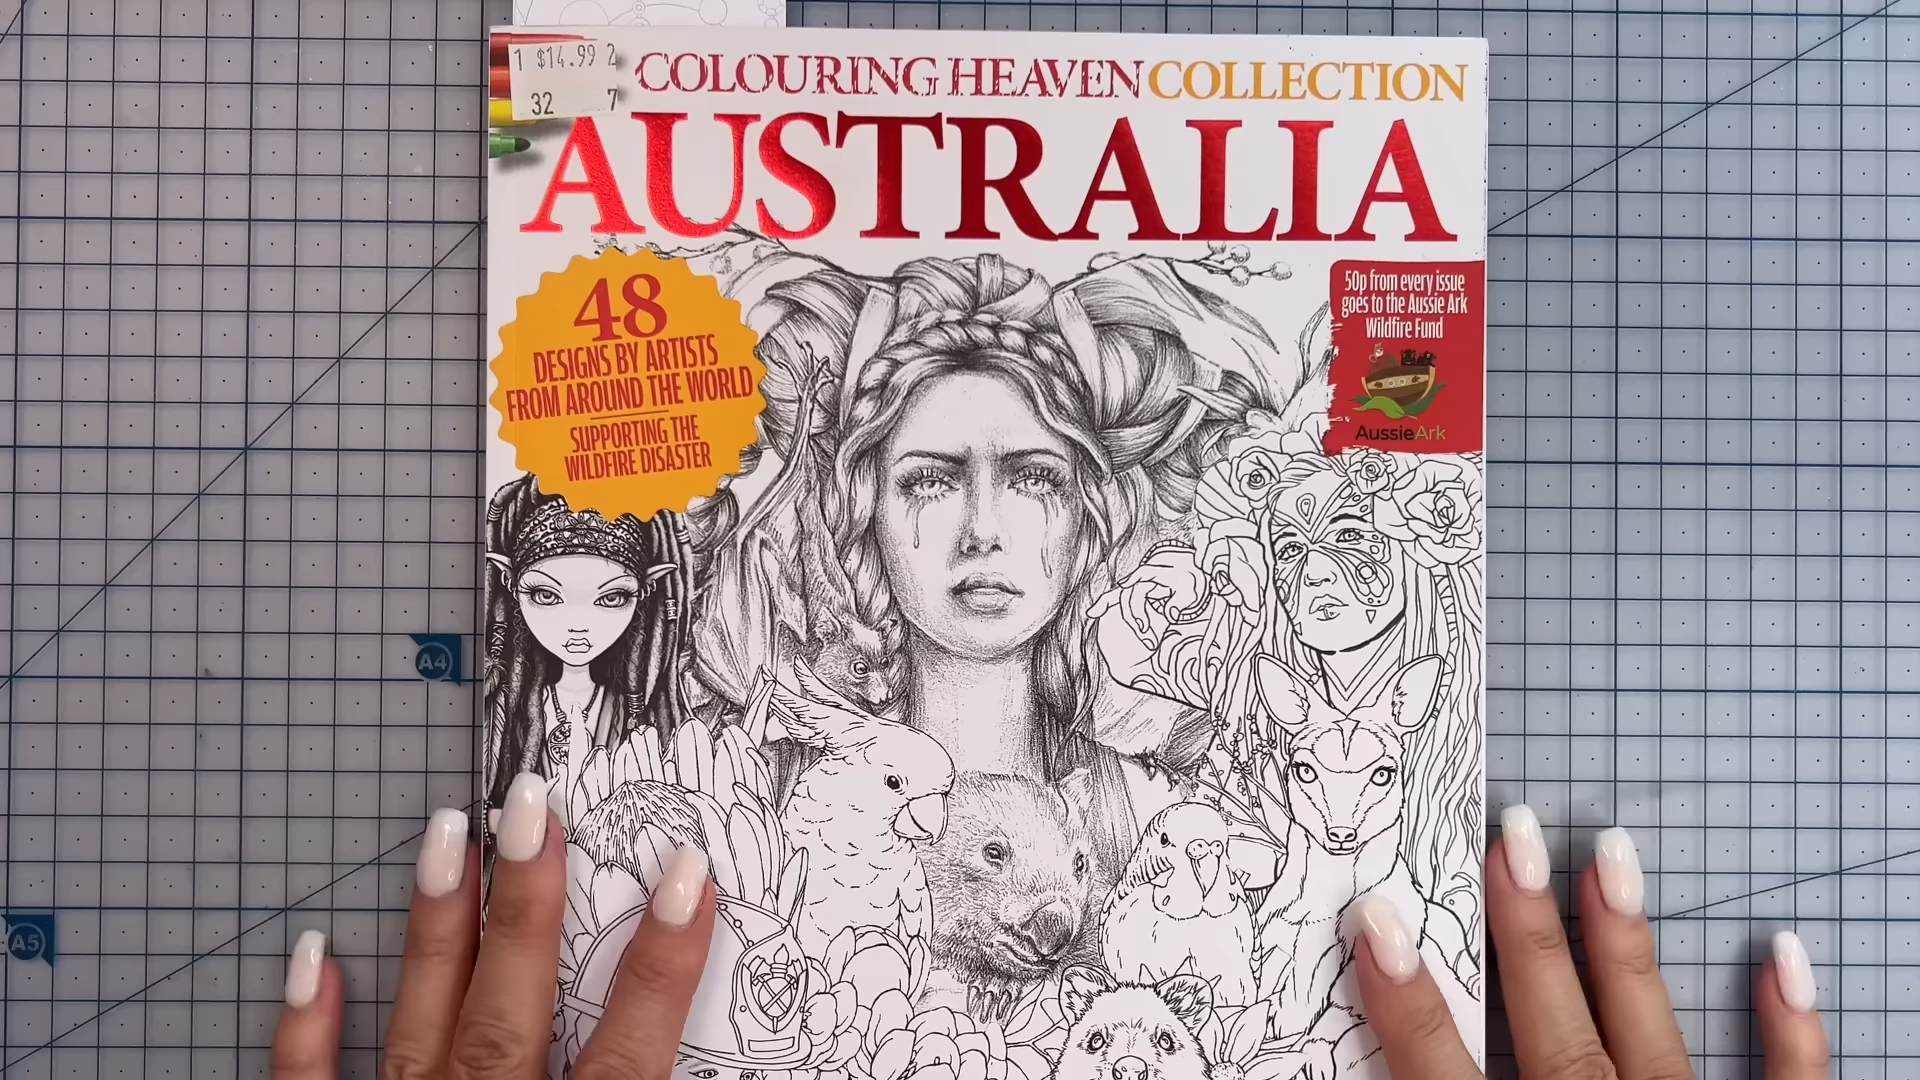 1 $14.99 2
32 7
COLOURING HEAVEN COLLECTION
AUSTRALIA
48
DESIGNS BY ARTISTS
FROM AROUND THE WORLD
SUPPORTING THE
WILDFIRE DISASTER
50p from every issue
goes to the Aussie Ark
Wildfire Fund
AussieArk
A4
A5